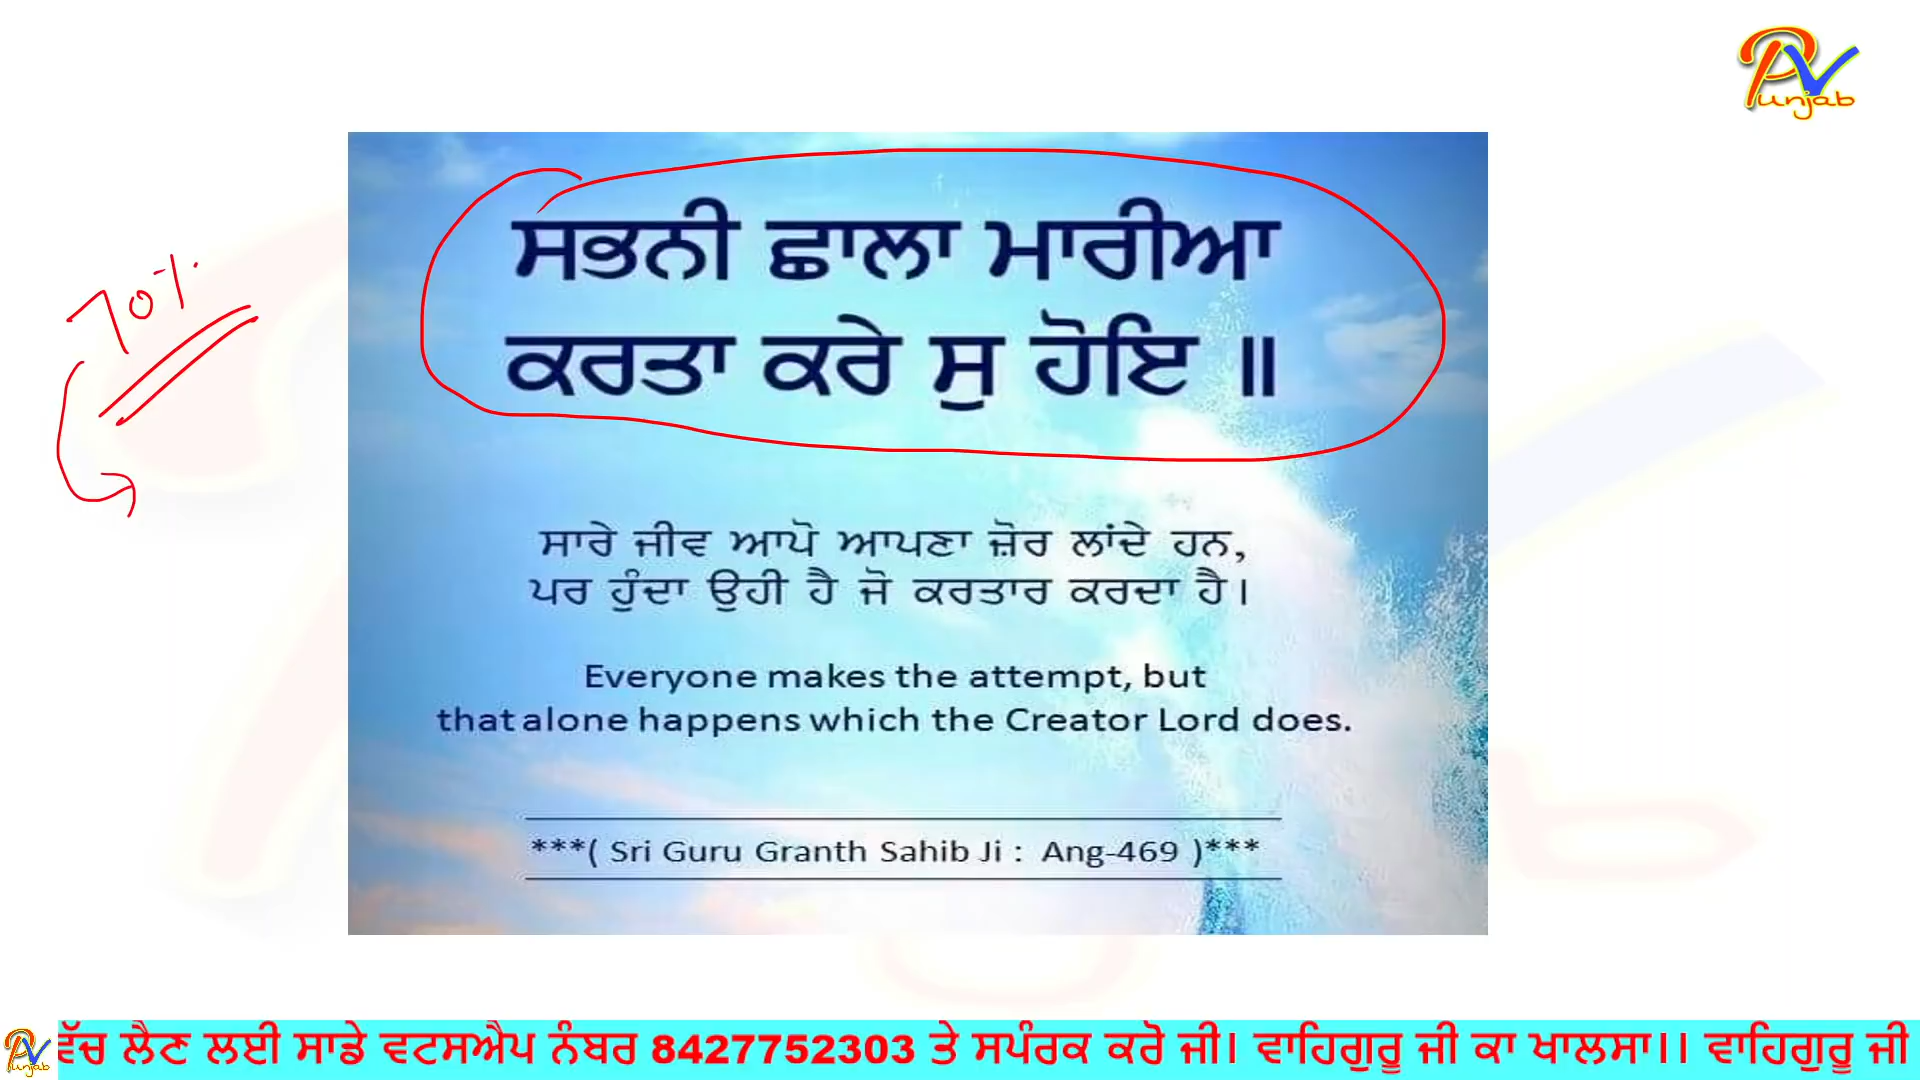 PV
unjab
70%
ਸਭਨੀ ਛਾਲਾ ਮਾਰੀਆ
ਕਰਤਾ ਕਰੇ ਸੁ ਹੋਇ ॥
ਸਾਰੇ ਜੀਵ ਆਪੋ ਆਪਣਾ ਜ਼ੋਰ ਲਾਂਦੇ ਹਨ,
ਪਰ ਹੁੰਦਾ ਉਹੀ ਹੈ ਜੋ ਕਰਤਾਰ ਕਰਦਾ ਹੈ।
Everyone makes the attempt, but
that alone happens which the Creator Lord does.
***( Sri Guru Granth Sahib Ji : Ang-469 )***
ਲੈਣ ਲਈ ਸਾਡੇ ਵਟਸਐਪ ਨੰਬਰ 8427752303 ਤੇ ਸਪੰਰਕ ਕਰੋ ਜੀ। ਵਾਹਿਗੁਰੂ ਜੀ ਕਾ ਖਾਲਸਾ।। ਵਾਹਿਗੁਰੂ ਜੀ